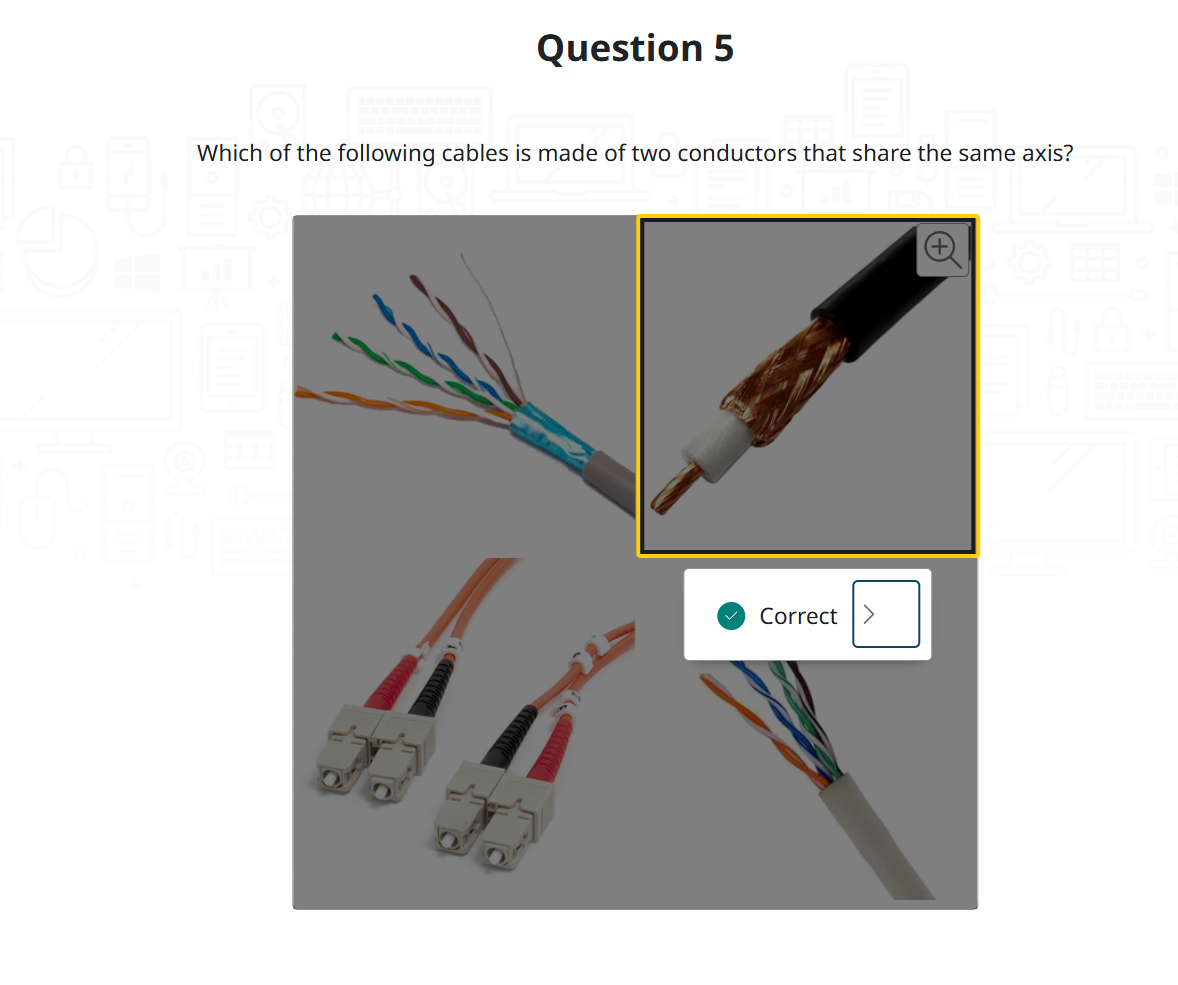 Question 5
Which of the following cables is made of two conductors that share the same axis?
Correct